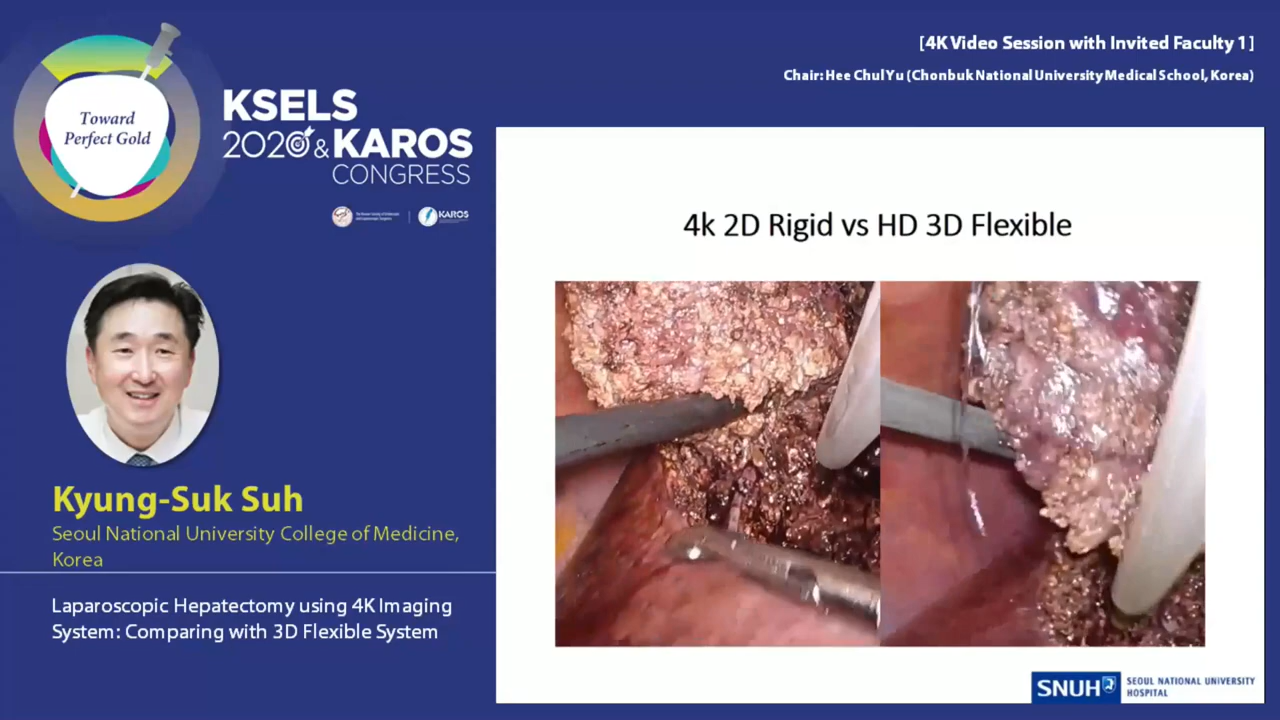 [4K Video Session with Invited Faculty 1]
Chair: Hee Chul Yu (Chonbuk National University Medical School, Korea)
Toward
Perfect Gold
KSELS
2020 & KAROS
CONGRESS
KAROS
Kyung-Suk Suh
Seoul National University College of Medicine,
Korea
Laparoscopic Hepatectomy using 4K Imaging
System: Comparing with 3D Flexible System
4k 2D Rigid vs HD 3D Flexible
SNUH
SEOUL NATIONAL UNIVERSITY
HOSPITAL